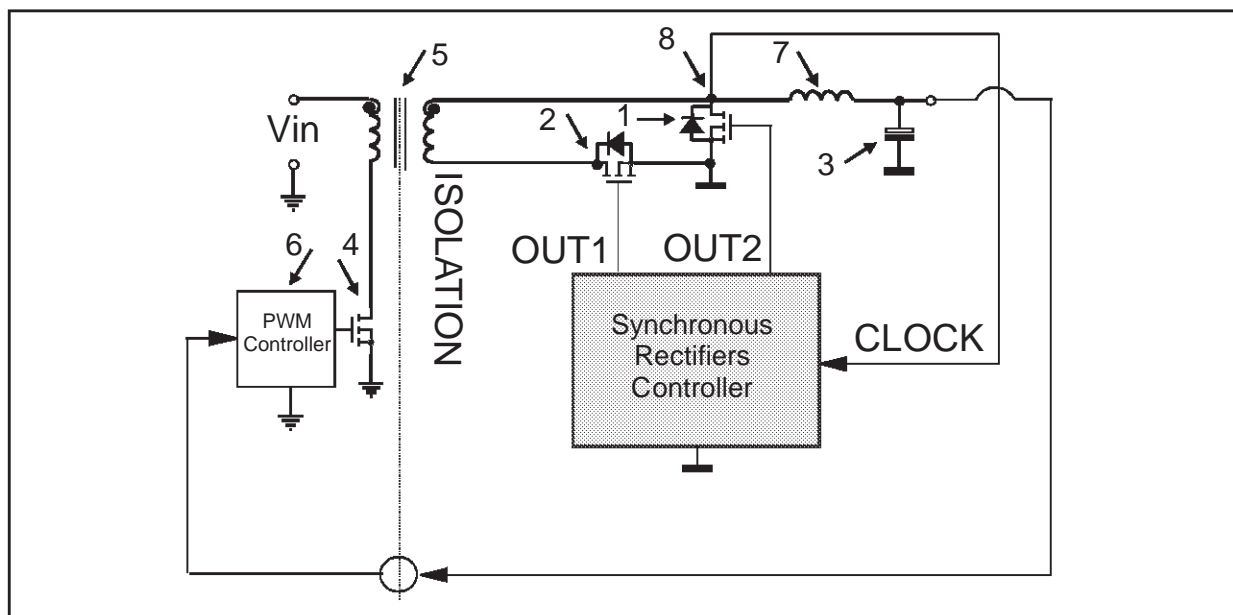 8
5
7
1
2
Vin
3
ISOLATION
OUT1
OUT2
6
4
PWM
Controller
Synchronous
Rectifiers
Controller
CLOCK